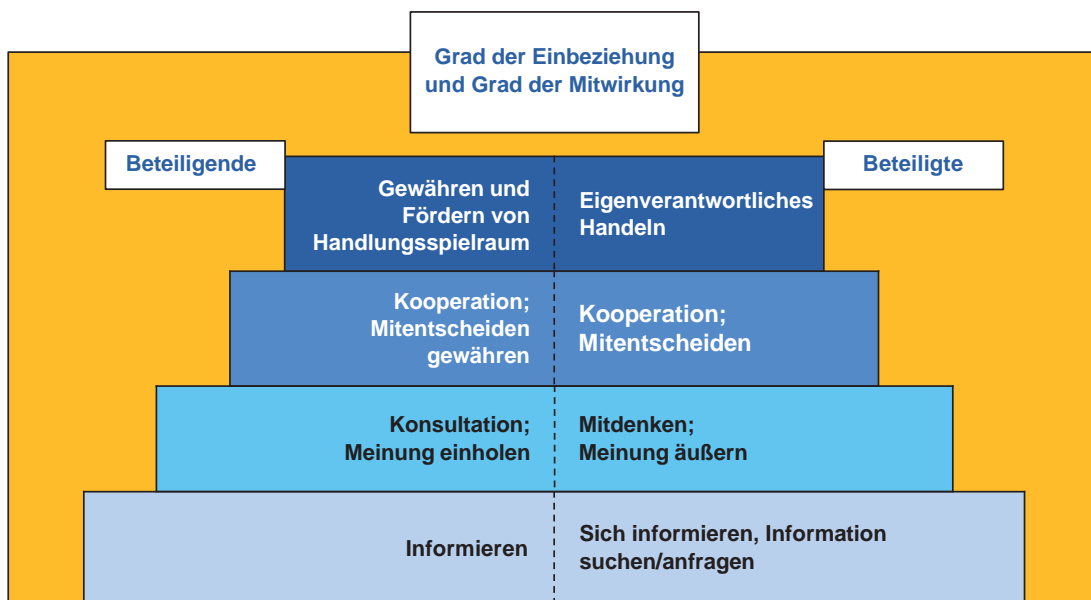 Grad der Einbeziehung
und Grad der Mitwirkung
Beteiligende
Beteiligte
Gewähren und
Fördern von
Handlungsspielraum
Eigenverantwortliches
Handeln
Kooperation;
Mitentscheiden
gewähren
Kooperation;
Mitentscheiden
Konsultation;
Meinung einholen
Mitdenken;
Meinung äußern
Informieren
Sich informieren, Information
suchen/anfragen